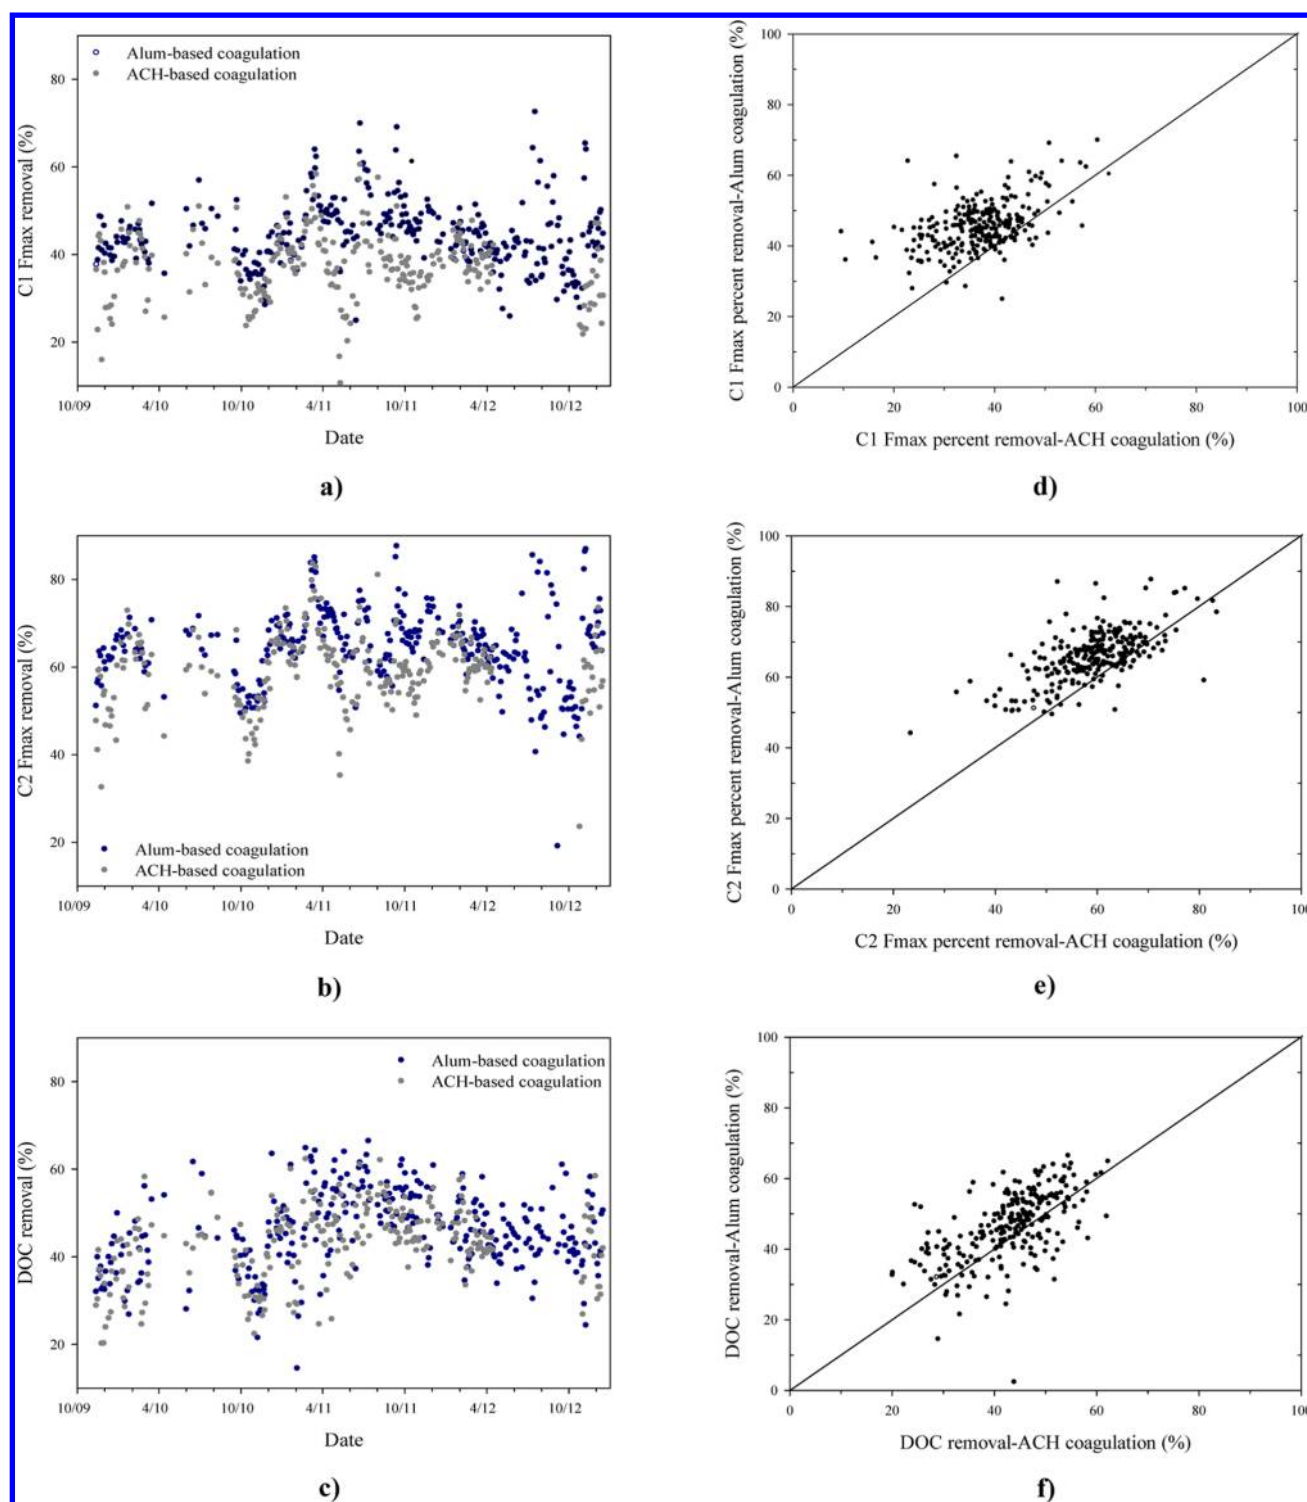 Alum-based coagulation
ACH-based coagulation
C1 Fmax removal (%)
80
60
40
20
10/09 4/10 10/10 4/11 10/11 4/12 10/12
Date
a)
C1 Fmax percent removal-Alum coagulation (%)
100
80
60
40
20
0
0 20 40 60 80 100
C1 Fmax percent removal-ACH coagulation (%)
d)
C2 Fmax removal (%)
80
60
40
20
Alum-based coagulation
ACH-based coagulation
10/09 4/10 10/10 4/11 10/11 4/12 10/12
Date
b)
C2 Fmax percent removal-Alum coagulation (%)
100
80
60
40
20
0
0 20 40 60 80 100
C2 Fmax percent removal-ACH coagulation (%)
e)
Alum-based coagulation
ACH-based coagulation
DOC removal (%)
80
60
40
20
10/09 4/10 10/10 4/11 10/11 4/12 10/12
Date
c)
DOC removal-Alum coagulation (%)
100
80
60
40
20
0
0 20 40 60 80 100
DOC removal-ACH coagulation (%)
f)